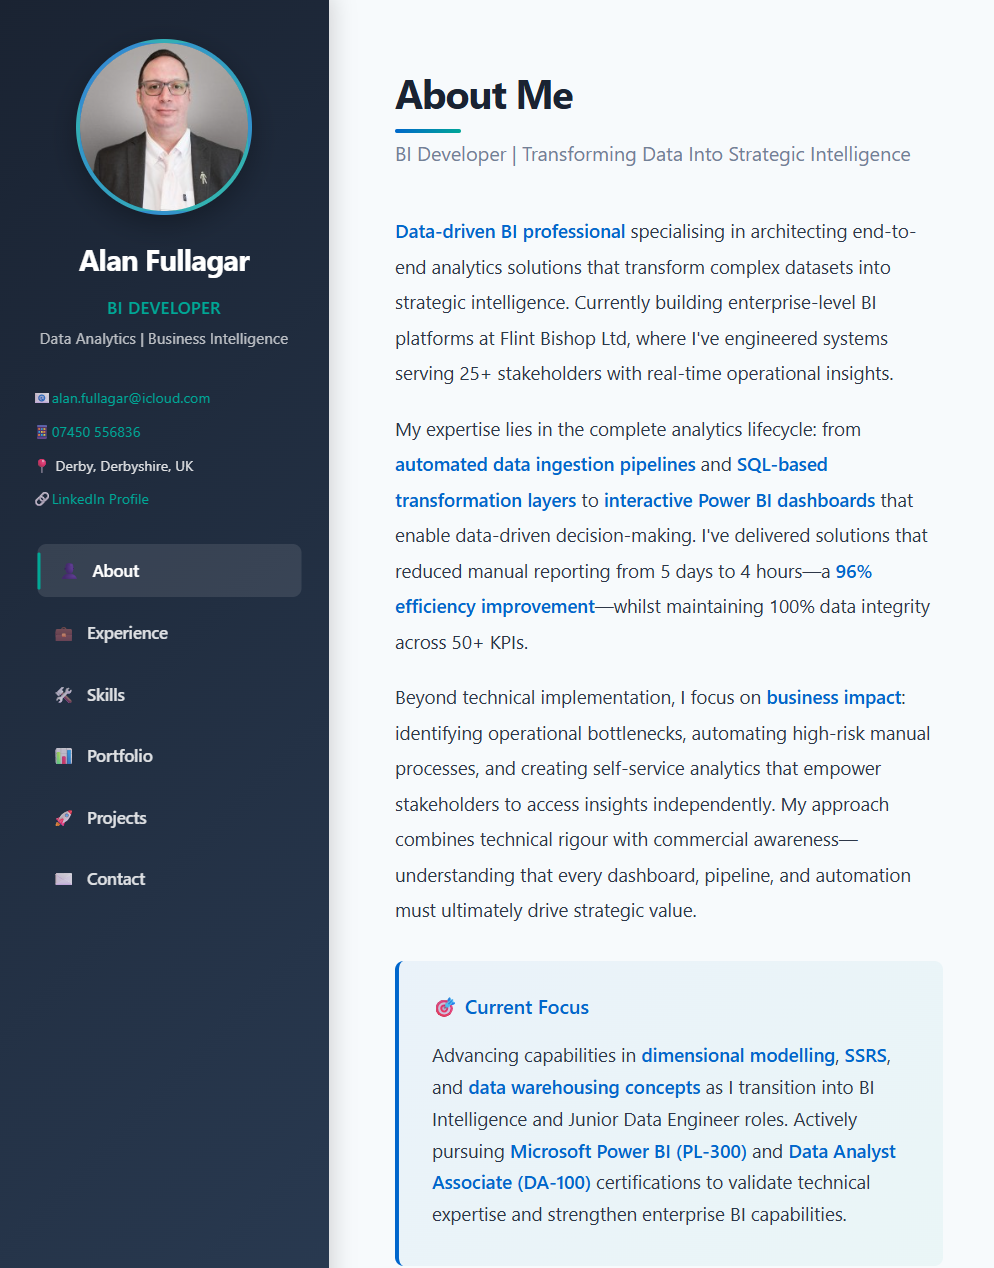 Alan Fullagar
BI DEVELOPER
Data Analytics | Business Intelligence
alan.fullagar@icloud.com
07450 556836
Derby, Derbyshire, UK
LinkedIn Profile
About
Experience
Skills
Portfolio
Projects
Contact
About Me
BI Developer | Transforming Data Into Strategic Intelligence
Data-driven BI professional specialising in architecting end-to-
end analytics solutions that transform complex datasets into
strategic intelligence. Currently building enterprise-level BI
platforms at Flint Bishop Ltd, where I've engineered systems
serving 25+ stakeholders with real-time operational insights.
My expertise lies in the complete analytics lifecycle: from
automated data ingestion pipelines and SQL-based
transformation layers to interactive Power BI dashboards that
enable data-driven decision-making. I've delivered solutions that
reduced manual reporting from 5 days to 4 hours—a 96%
efficiency improvement—whilst maintaining 100% data integrity
across 50+ KPIs.
Beyond technical implementation, I focus on business impact:
identifying operational bottlenecks, automating high-risk manual
processes, and creating self-service analytics that empower
stakeholders to access insights independently. My approach
combines technical rigour with commercial awareness—
understanding that every dashboard, pipeline, and automation
must ultimately drive strategic value.
Current Focus
Advancing capabilities in dimensional modelling, SSRS,
and data warehousing concepts as I transition into BI
Intelligence and Junior Data Engineer roles. Actively
pursuing Microsoft Power BI (PL-300) and Data Analyst
Associate (DA-100) certifications to validate technical
expertise and strengthen enterprise BI capabilities.